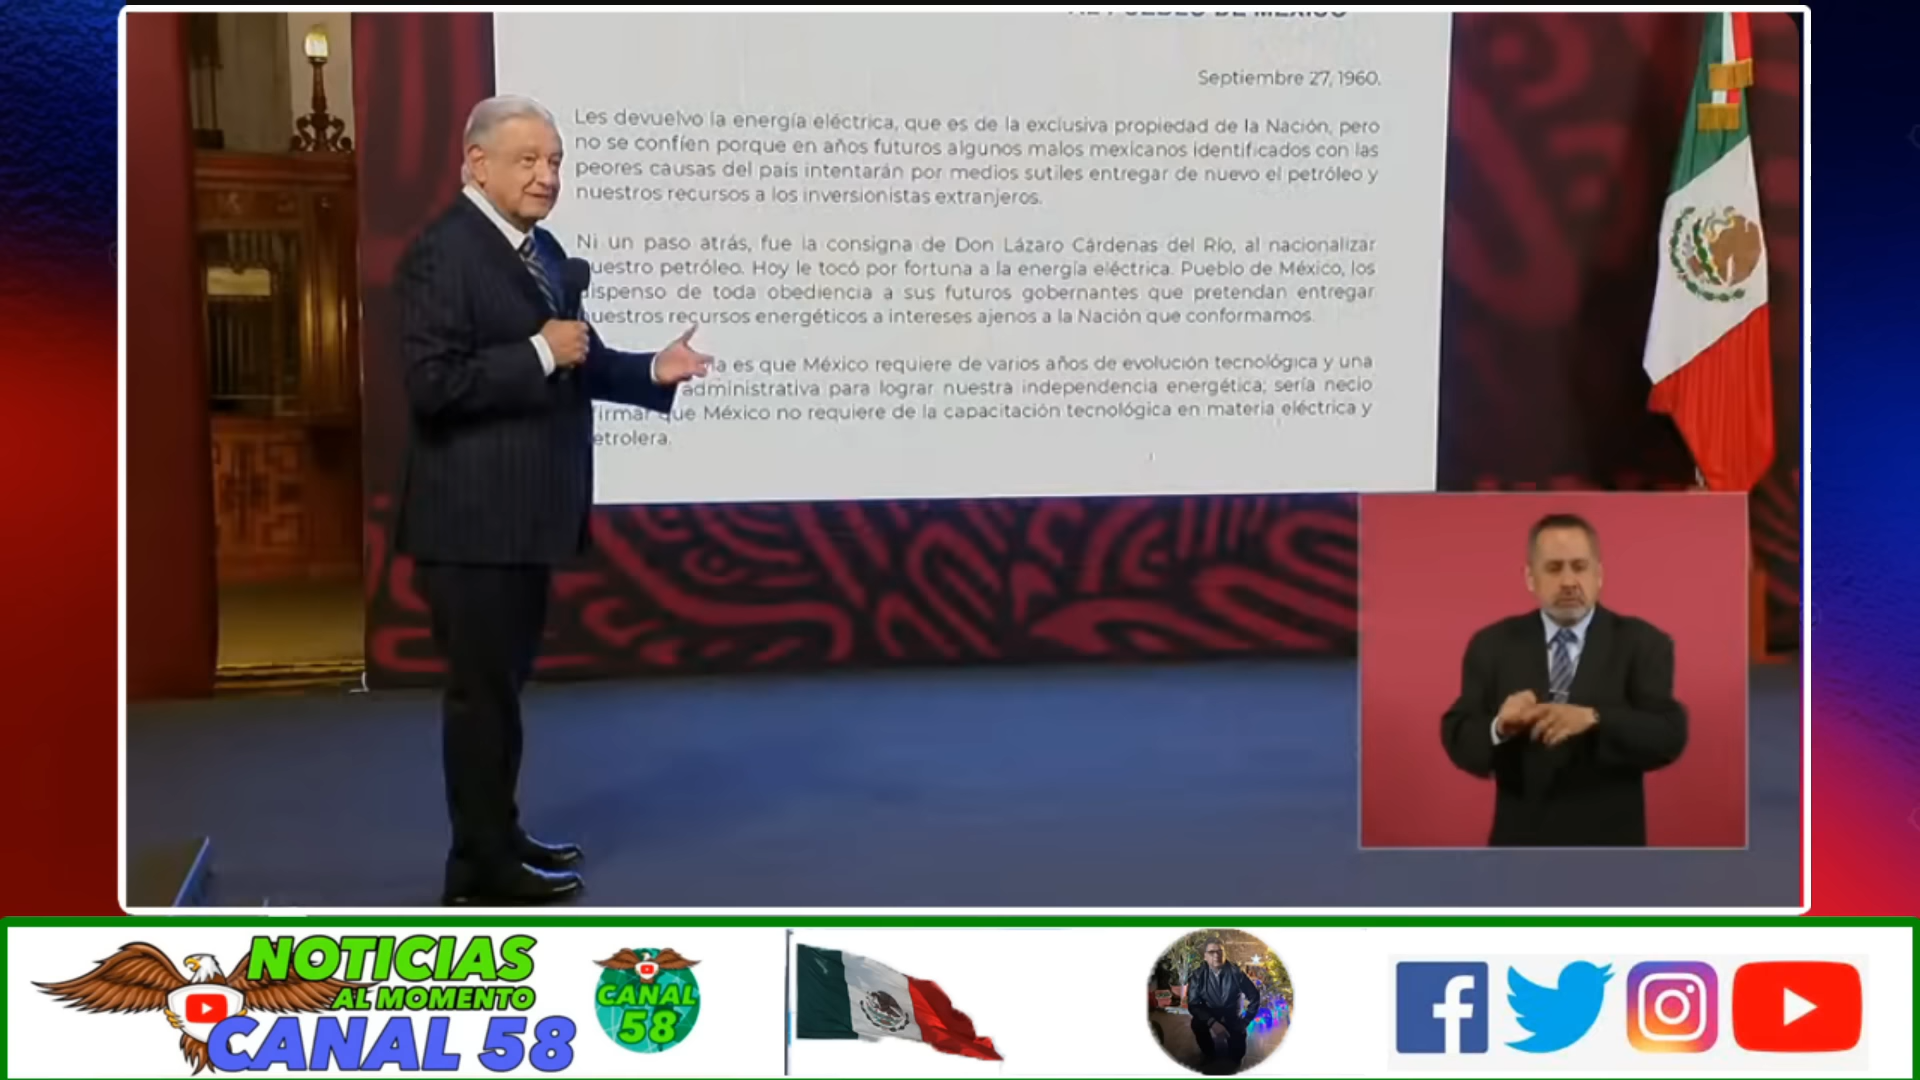 AL PUEBLO DE MÉXICO
Septiembre 27, 1960.
Les devuelvo la energía eléctrica, que es de la exclusiva propiedad de la Nación, pero
no se confíen porque en años futuros algunos malos mexicanos identificados con las
peores causas del país intentarán por medios sutiles entregar de nuevo el petróleo y
nuestros recursos a los inversionistas extranjeros.
Ni un paso atrás, fue la consigna de Don Lázaro Cárdenas del Río, al nacionalizar
uestro petróleo. Hoy le tocó por fortuna a la energía eléctrica. Pueblo de México, los
ispenso de toda obediencia a sus futuros gobernantes que pretendan entregar
uestros recursos energéticos a intereses ajenos a la Nación que conformamos.
es que México requiere de varios años de evolución tecnológica y una
administrativa para lograr nuestra independencia energética; sería necio
firmar que México no requiere de la capacitación tecnológica en materia eléctrica y
etrolera.
NOTICIAS
AL MOMENTO
CANAL 58
CANAL
58